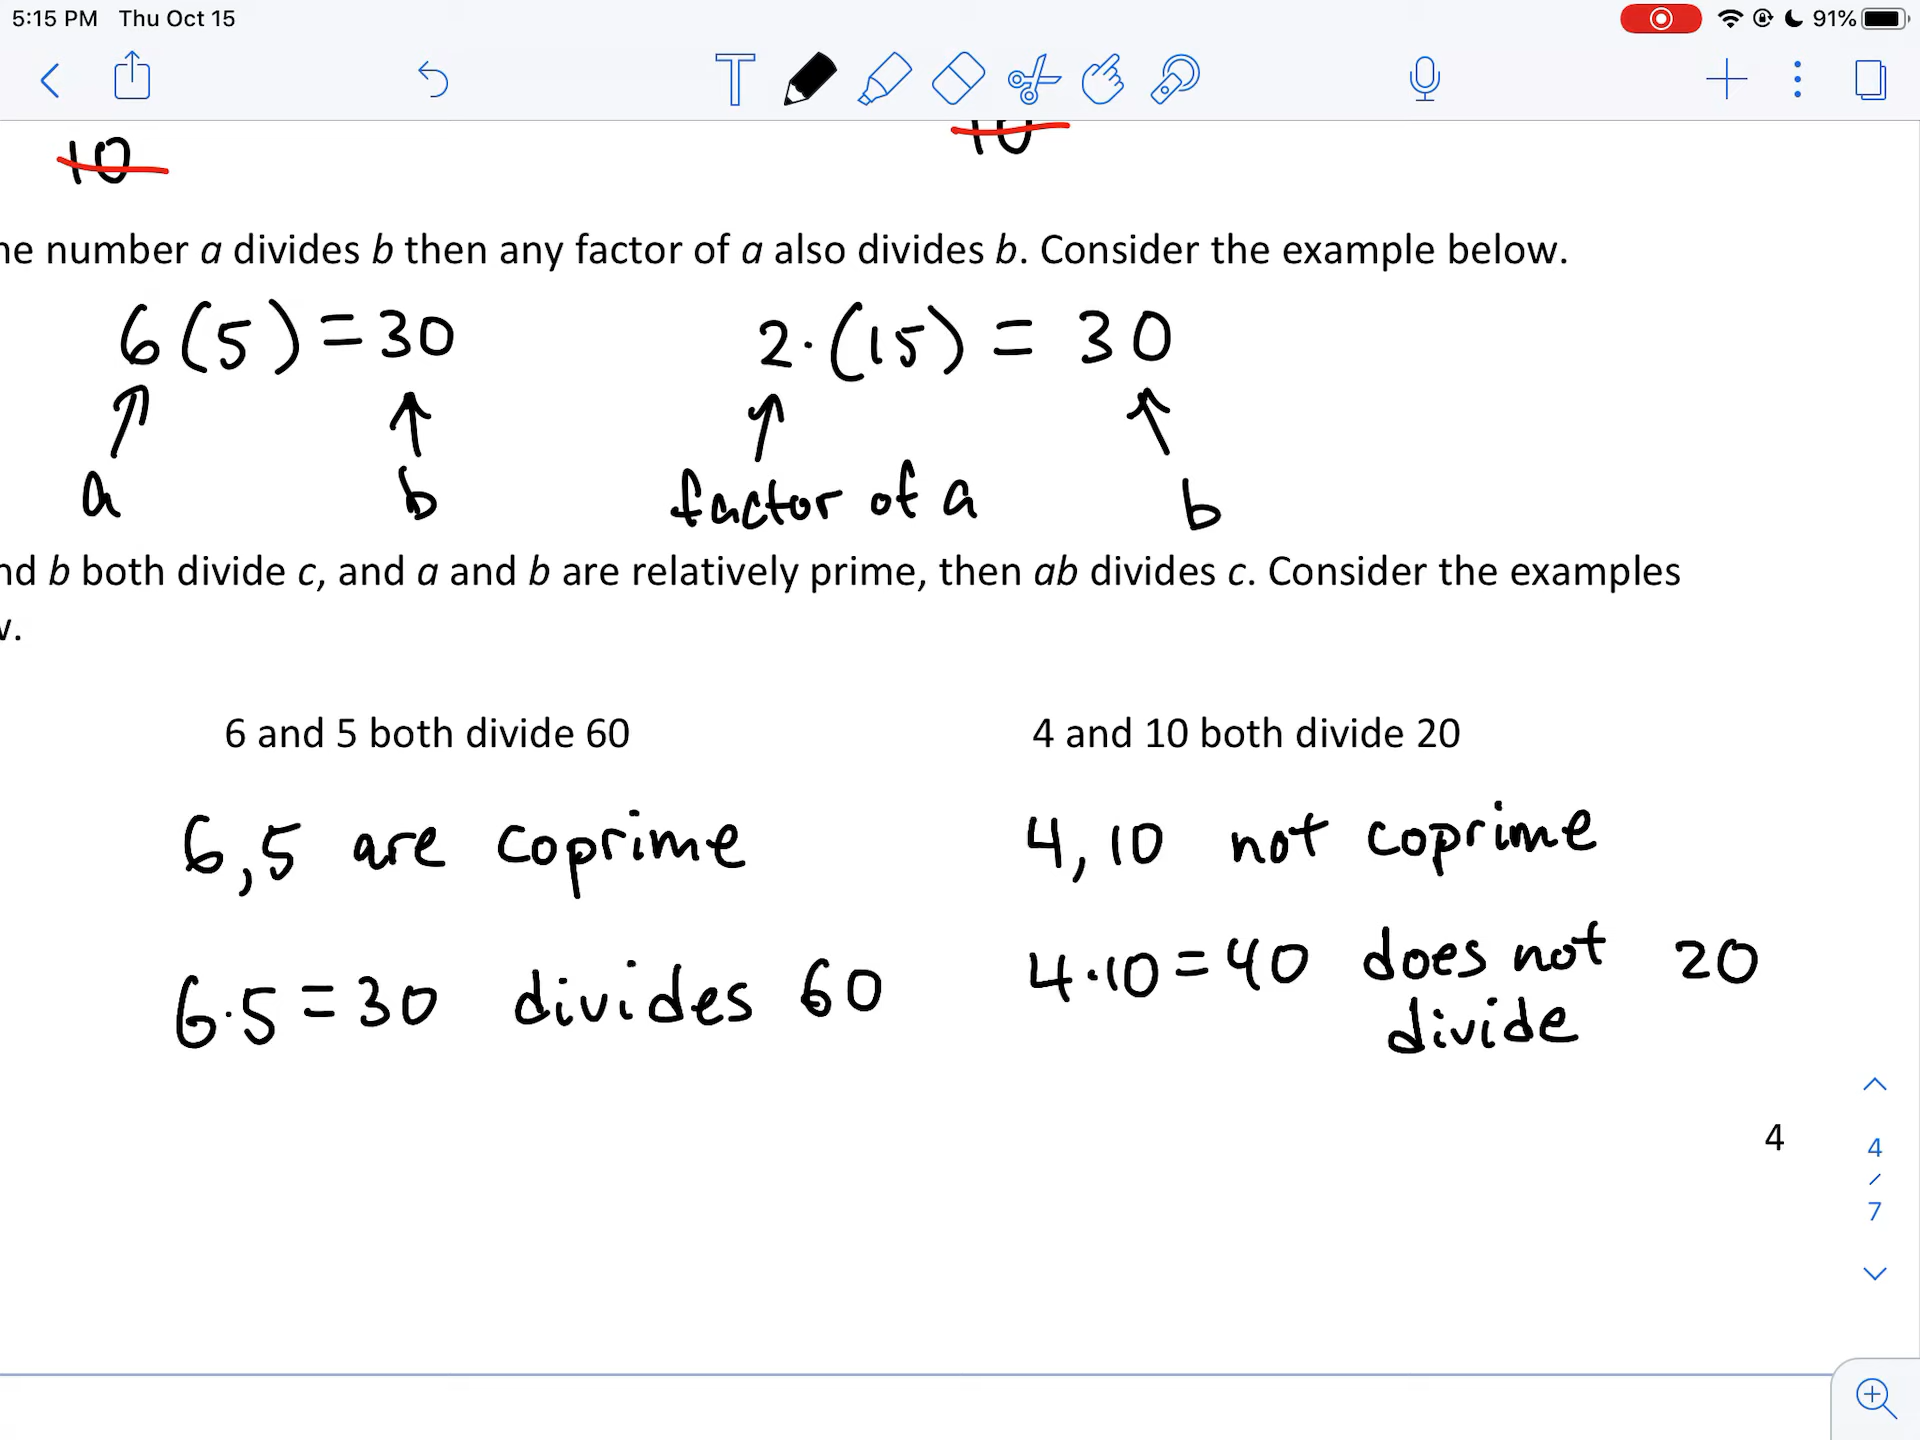 5:15 PM Thu Oct 15 91%
T
10 10
number a divides b then any factor of a also divides b. Consider the example below.
6(5)=30 2·(15) = 30
a b factor of a b
b both divide c, and a and b are relatively prime, then ab divides c. Consider the examples
6 and 5 both divide 60 4 and 10 both divide 20
6,5 are coprime 4, 10 not coprime
6·5=30 divides 60 4·10=40 does not 20
divide
4
4
/
7